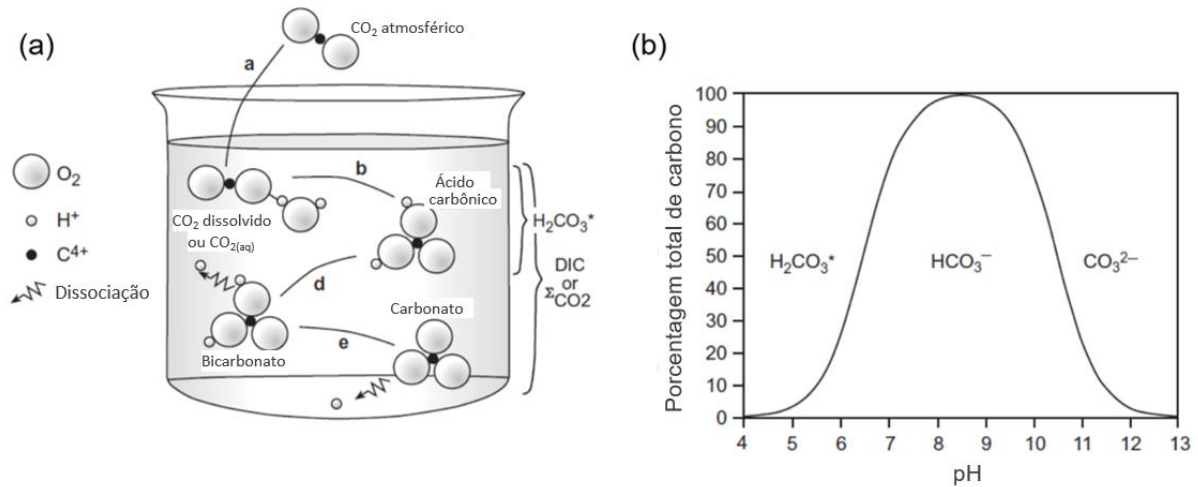 (a)
CO₂ atmosférico
a
O₂
H⁺
C⁴⁺
Dissociação
b
CO₂ dissolvido
ou CO₂₍aq₎
Ácido
carbônico
H₂CO₃*
d
DIC
or
ΣCO2
Carbonato
Bicarbonato
e
(b)
Porcentagem total de carbono
100
90
80
70
60
50
40
30
20
10
0
H₂CO₃*
HCO₃⁻
CO₃²⁻
4 5 6 7 8 9 10 11 12 13
pH